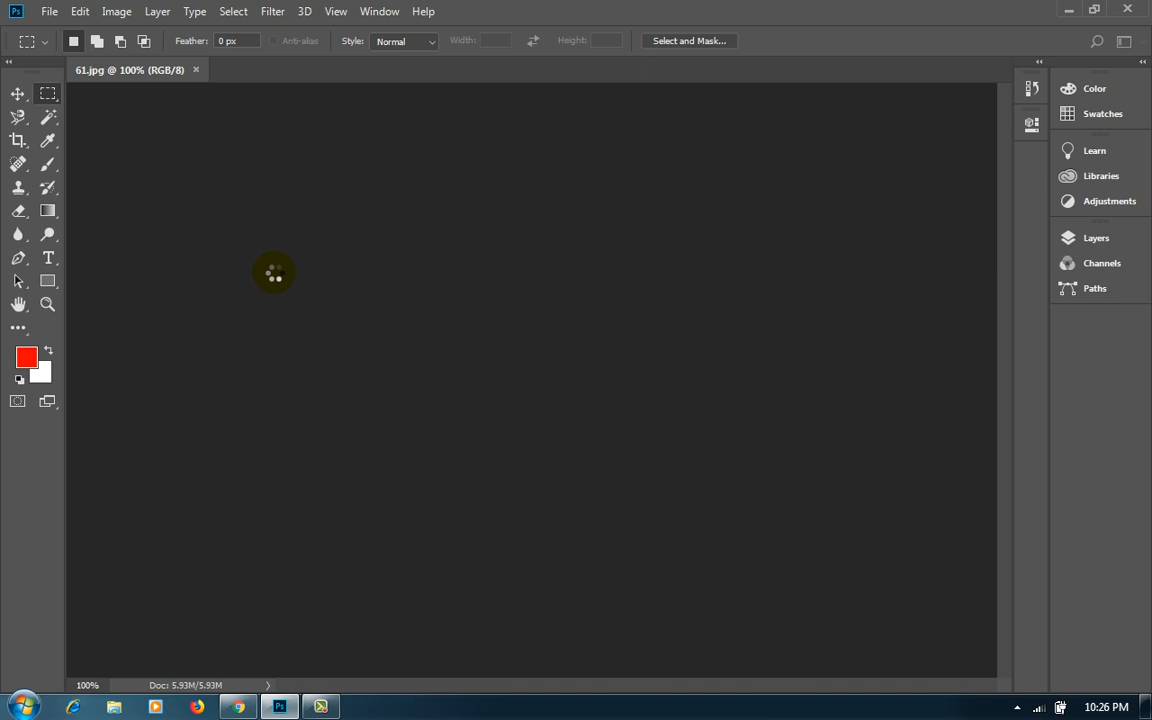 Ps File Edit Image Layer Type Select Filter 3D View Window Help
Feather: 0 px Anti-alias Style: Normal Width: Height: Select and Mask...
61.jpg @ 100% (RGB/8) ×
Color
Swatches
Learn
Libraries
Adjustments
Layers
Channels
Paths
T
100% Doc: 5.93M/5.93M
Ps 10:26 PM